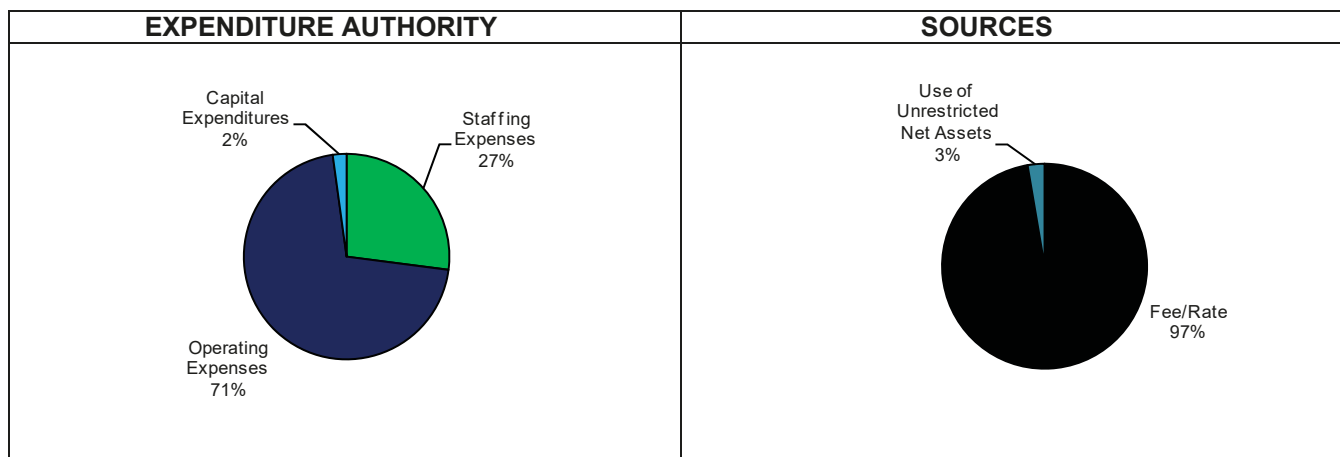 EXPENDITURE AUTHORITY
SOURCES
Capital
Expenditures
2%
Staffing
Expenses
27%
Operating
Expenses
71%
Use of
Unrestricted
Net Assets
3%
Fee/Rate
97%